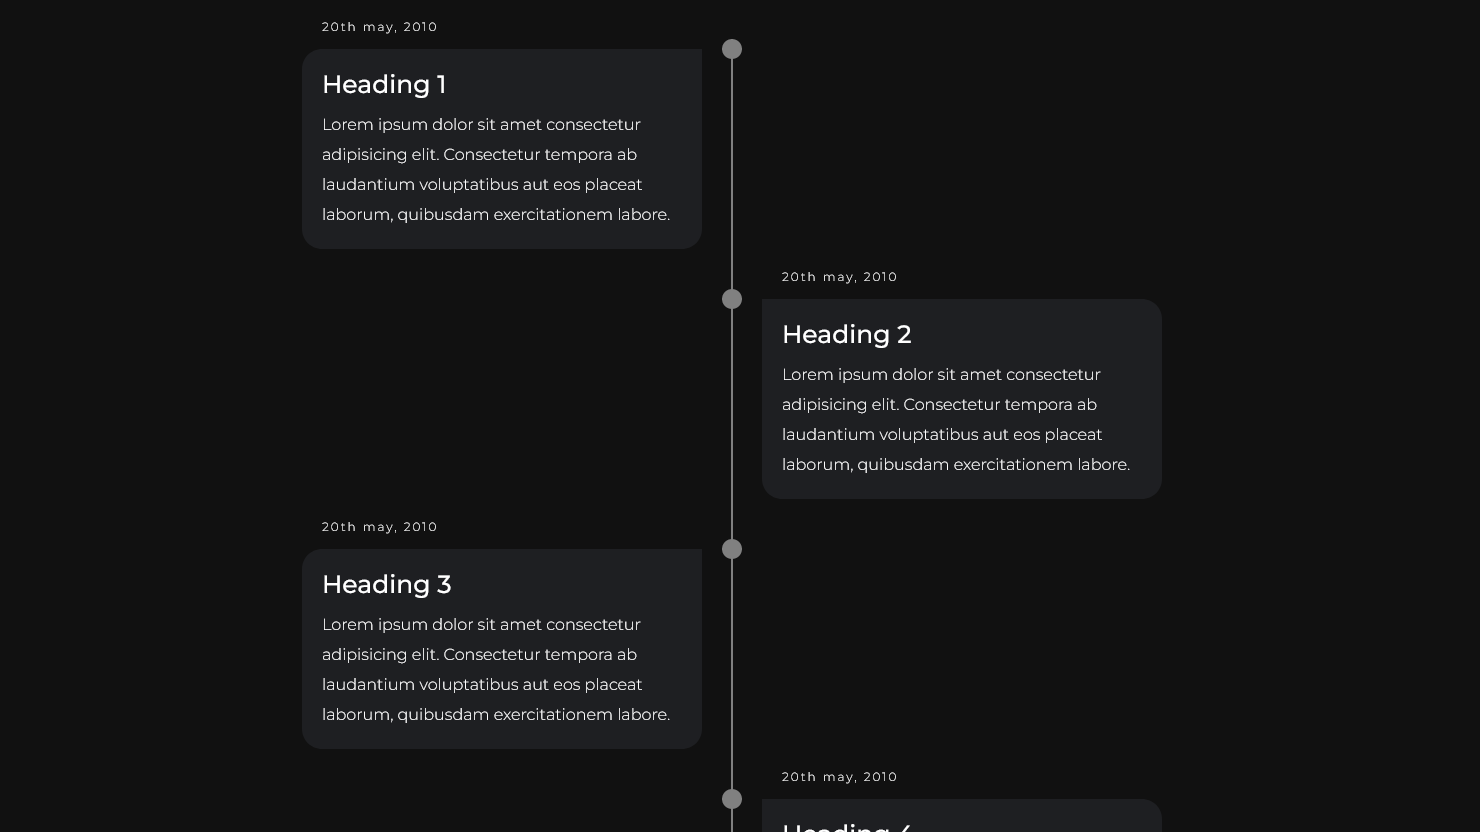 20th may, 2010
Heading 1
Lorem ipsum dolor sit amet consectetur
adipisicing elit. Consectetur tempora ab
laudantium voluptatibus aut eos placeat
laborum, quibusdam exercitationem labore.
20th may, 2010
Heading 2
Lorem ipsum dolor sit amet consectetur
adipisicing elit. Consectetur tempora ab
laudantium voluptatibus aut eos placeat
laborum, quibusdam exercitationem labore.
20th may, 2010
Heading 3
Lorem ipsum dolor sit amet consectetur
adipisicing elit. Consectetur tempora ab
laudantium voluptatibus aut eos placeat
laborum, quibusdam exercitationem labore.
20th may, 2010
Heading 4